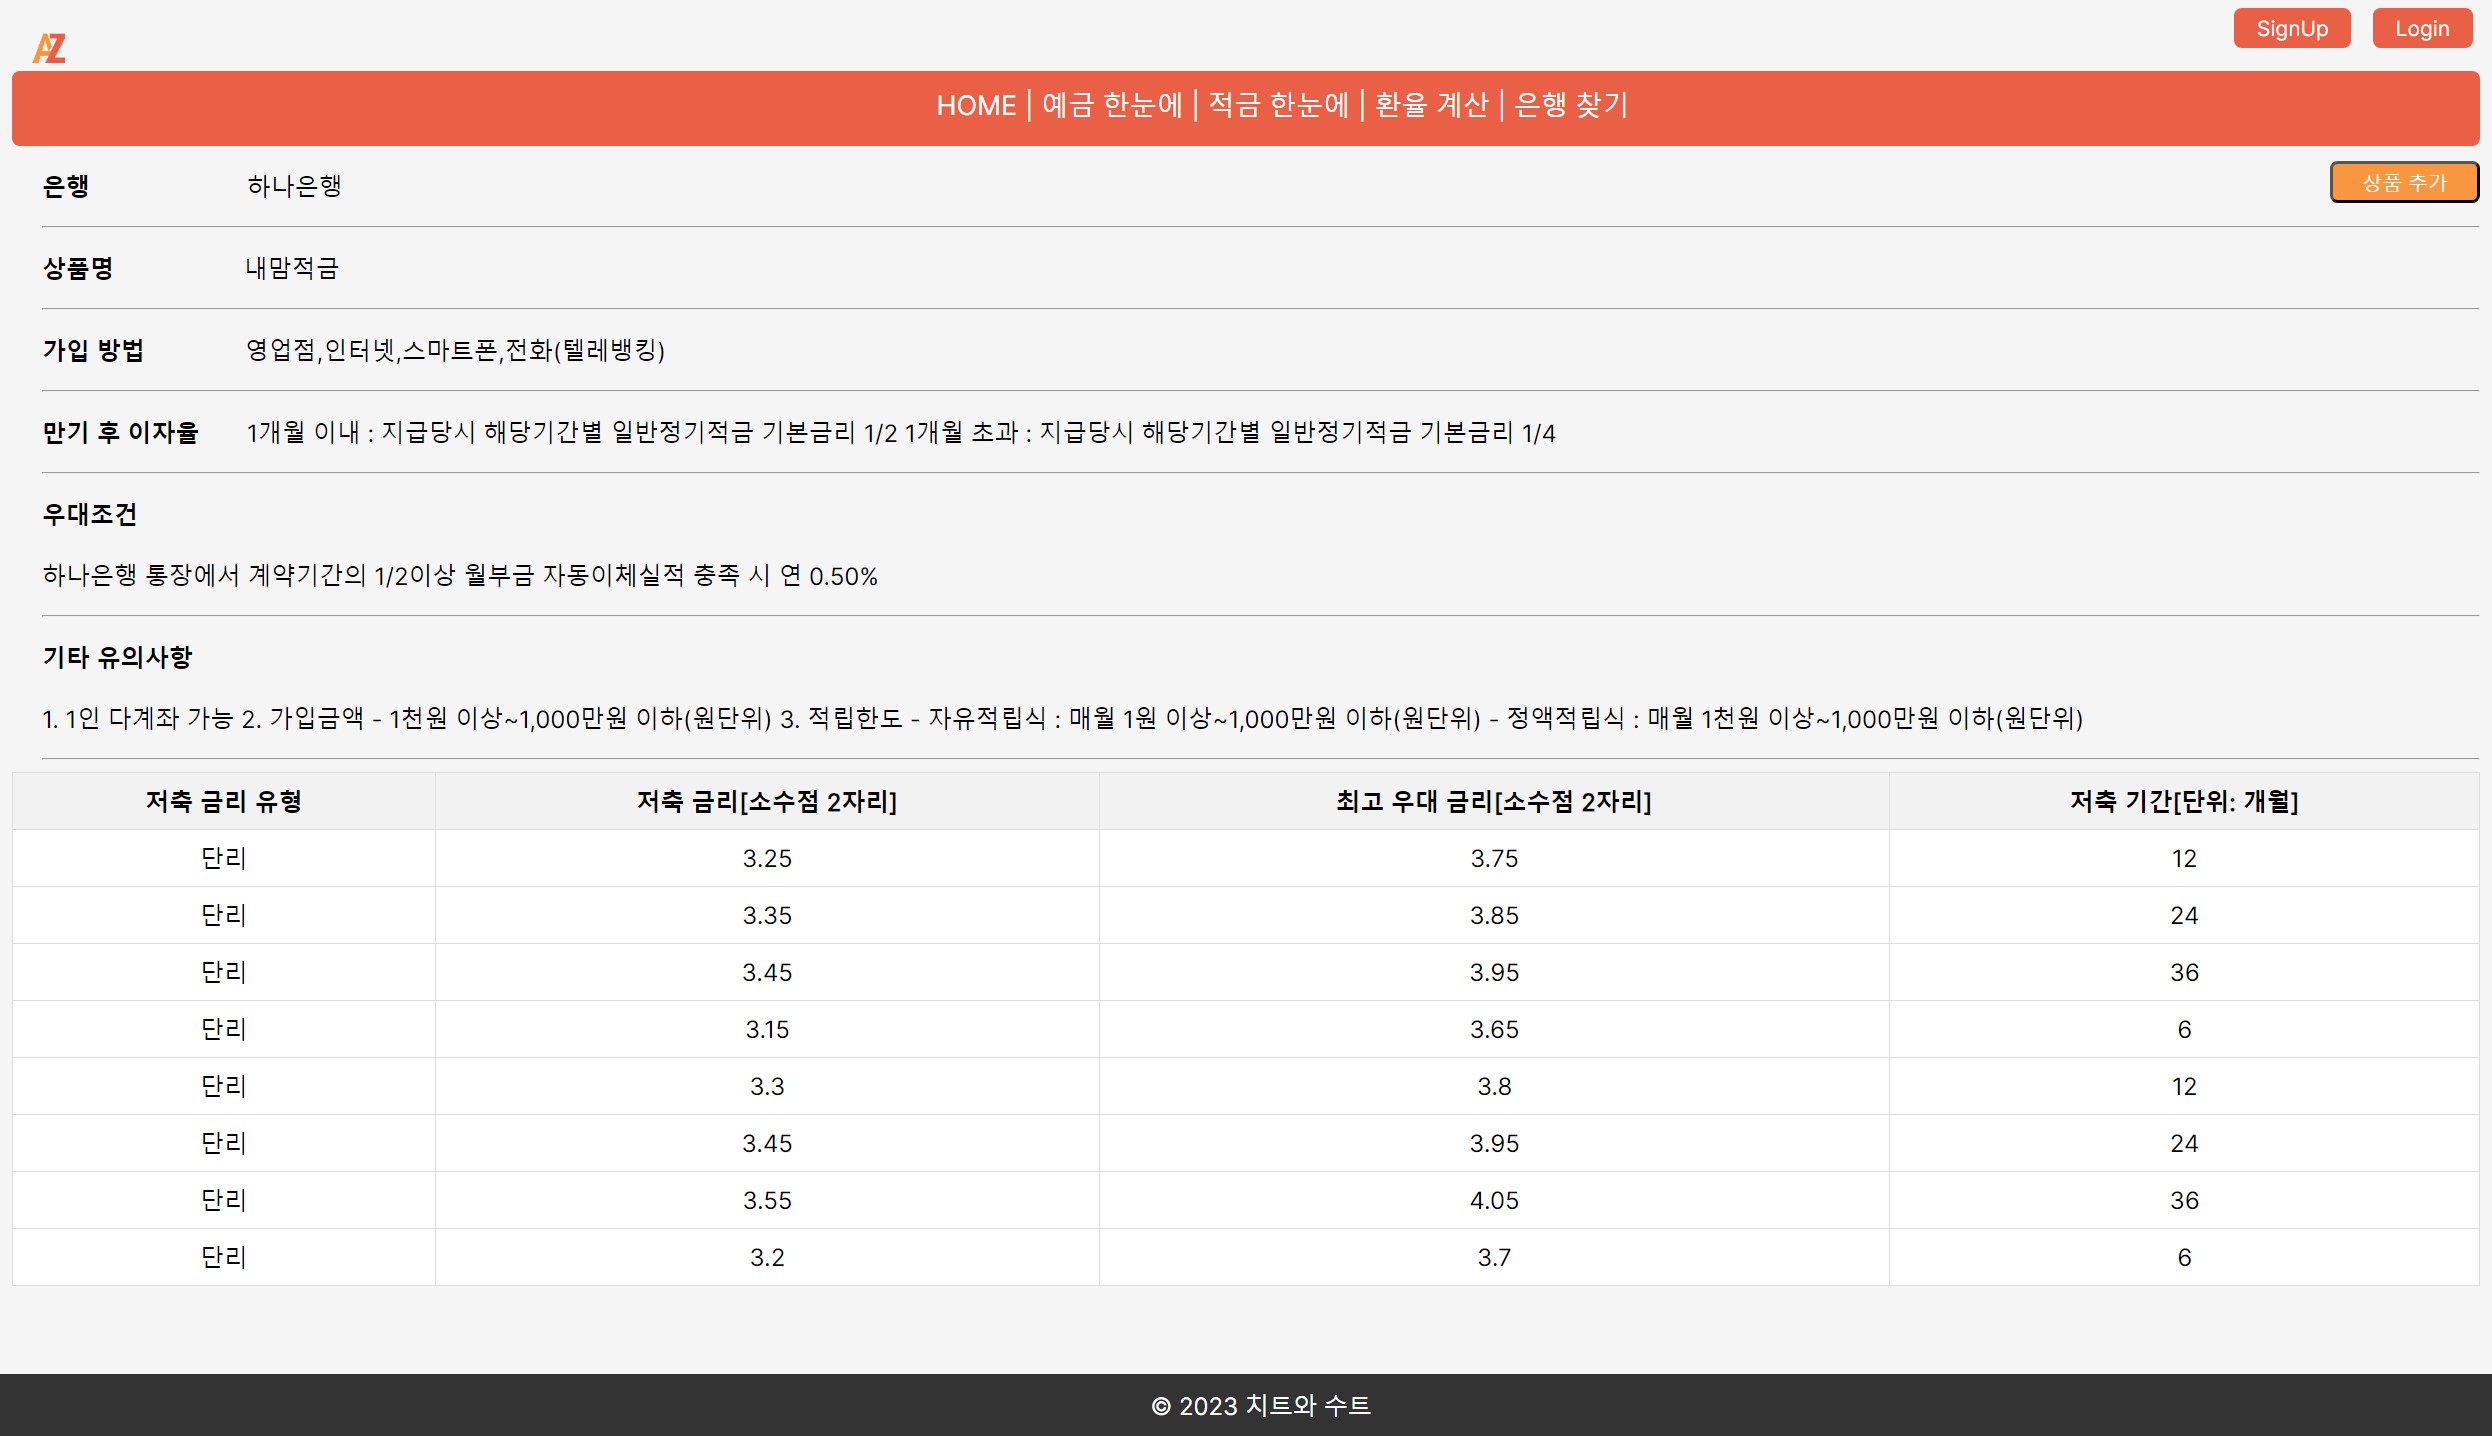 SignUp Login
AZ
HOME | 예금 한눈에 | 적금 한눈에 | 환율 계산 | 은행 찾기
은행 하나은행 상품 추가
상품명 내맘적금
가입 방법 영업점,인터넷,스마트폰,전화(텔레뱅킹)
만기 후 이자율 1개월 이내 : 지급당시 해당기간별 일반정기적금 기본금리 1/2 1개월 초과 : 지급당시 해당기간별 일반정기적금 기본금리 1/4
우대조건
하나은행 통장에서 계약기간의 1/2이상 월부금 자동이체실적 충족 시 연 0.50%
기타 유의사항
1. 1인 다계좌 가능 2. 가입금액 - 1천원 이상~1,000만원 이하(원단위) 3. 적립한도 - 자유적립식 : 매월 1원 이상~1,000만원 이하(원단위) - 정액적립식 : 매월 1천원 이상~1,000만원 이하(원단위)
저축 금리 유형 저축 금리[소수점 2자리] 최고 우대 금리[소수점 2자리] 저축 기간[단위: 개월]
단리 3.25 3.75 12
단리 3.35 3.85 24
단리 3.45 3.95 36
단리 3.15 3.65 6
단리 3.3 3.8 12
단리 3.45 3.95 24
단리 3.55 4.05 36
단리 3.2 3.7 6
© 2023 치트와 수트